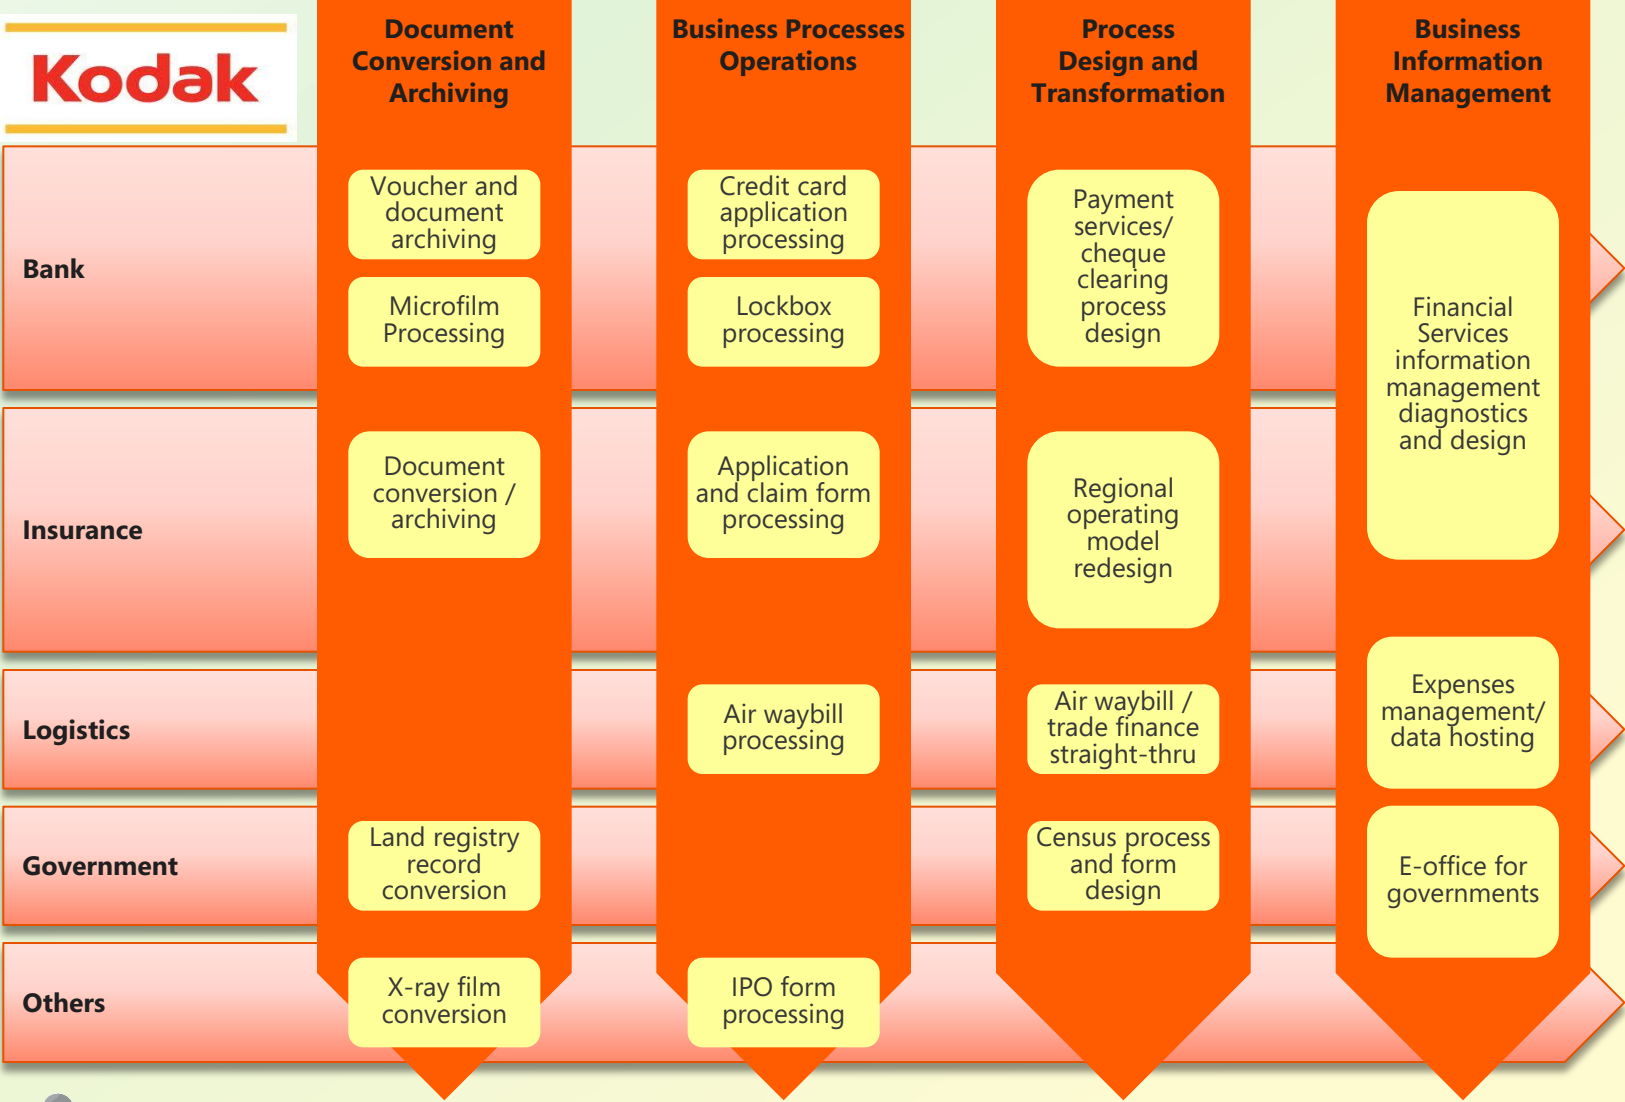 Kodak
Document
Conversion and
Archiving
Business Processes
Operations
Process
Design and
Transformation
Business
Information
Management
Bank
Voucher and
document
archiving
Microfilm
Processing
Credit card
application
processing
Lockbox
processing
Payment
services/
cheque
clearing
process
design
Financial
Services
information
management
diagnostics
and design
Insurance
Document
conversion /
archiving
Application
and claim form
processing
Regional
operating
model
redesign
Logistics
Air waybill
processing
Air waybill /
trade finance
straight-thru
Expenses
management/
data hosting
Government
Land registry
record
conversion
Census process
and form
design
E-office for
governments
Others
X-ray film
conversion
IPO form
processing